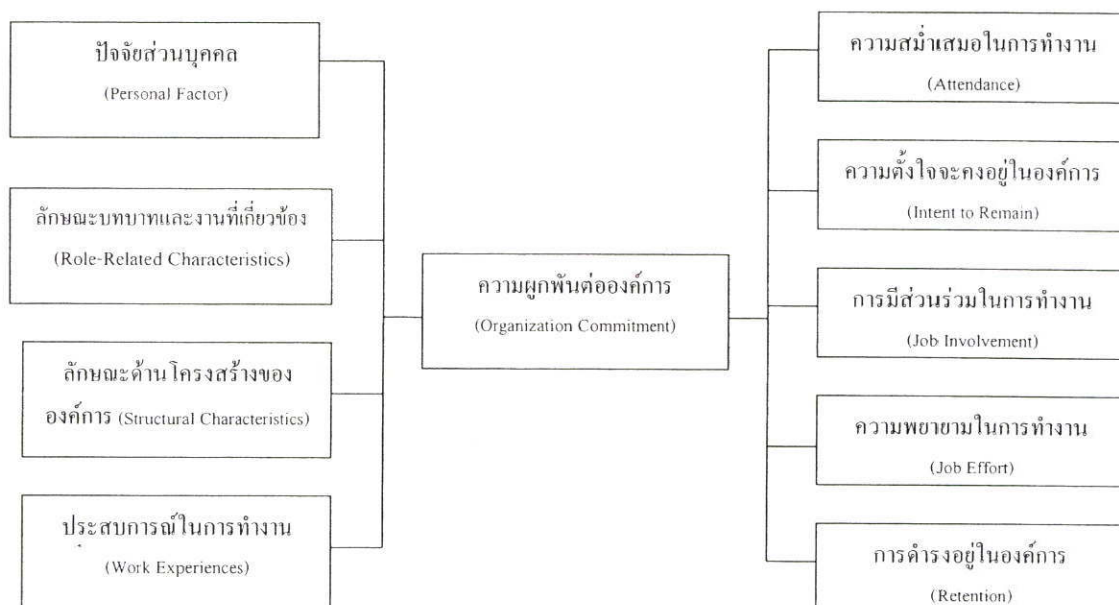 ปัจจัยส่วนบุคคล
(Personal Factor)
ลักษณะบทบาทและงานที่เกี่ยวข้อง
(Role-Related Characteristics)
ลักษณะด้านโครงสร้างของ
องค์การ (Structural Characteristics)
ประสบการณ์ในการทำงาน
(Work Experiences)
ความผูกพันต่อองค์การ
(Organization Commitment)
ความสม่ำเสมอในการทำงาน
(Attendance)
ความตั้งใจจะคงอยู่ในองค์การ
(Intent to Remain)
การมีส่วนร่วมในการทำงาน
(Job Involvement)
ความพยายามในการทำงาน
(Job Effort)
การดำรงอยู่ในองค์การ
(Retention)